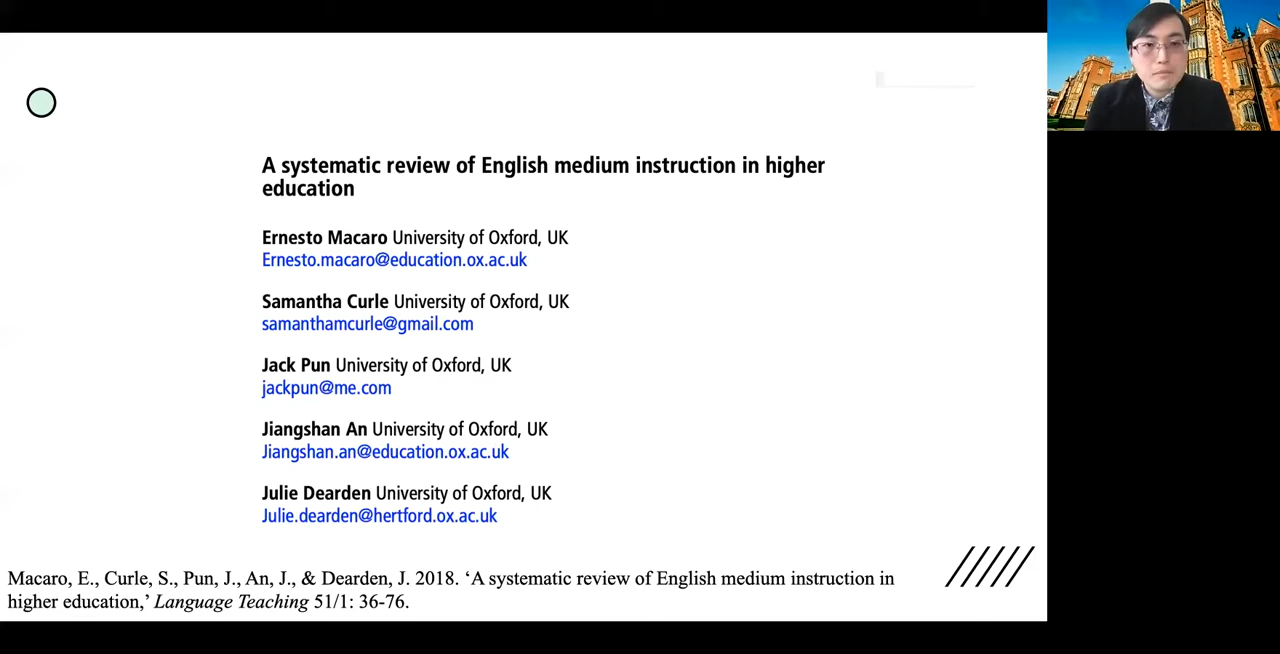 A systematic review of English medium instruction in higher
education
Ernesto Macaro University of Oxford, UK
Ernesto.macaro@education.ox.ac.uk
Samantha Curle University of Oxford, UK
samanthamcurle@gmail.com
Jack Pun University of Oxford, UK
jackpun@me.com
Jiangshan An University of Oxford, UK
Jiangshan.an@education.ox.ac.uk
Julie Dearden University of Oxford, UK
Julie.dearden@hertford.ox.ac.uk
Macaro, E., Curle, S., Pun, J., An, J., & Dearden, J. 2018. ‘A systematic review of English medium instruction in
higher education,’ Language Teaching 51/1: 36-76.